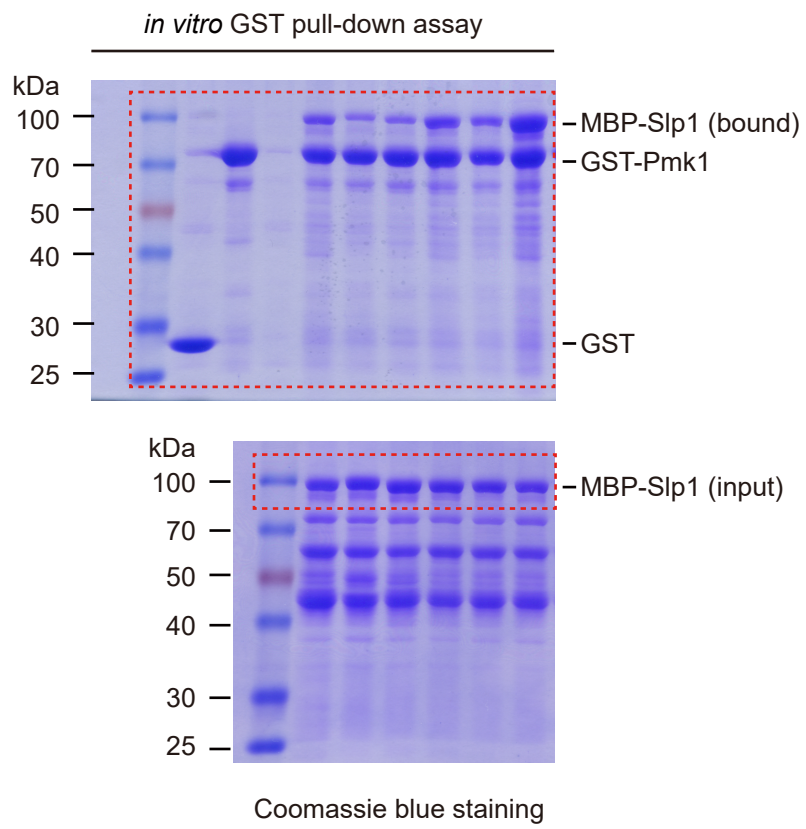 in vitro GST pull-down assay
kDa
100
70
50
40
30
25
MBP-Slp1 (bound)
GST-Pmk1
GST
kDa
100
70
50
40
30
25
MBP-Slp1 (input)
Coomassie blue staining